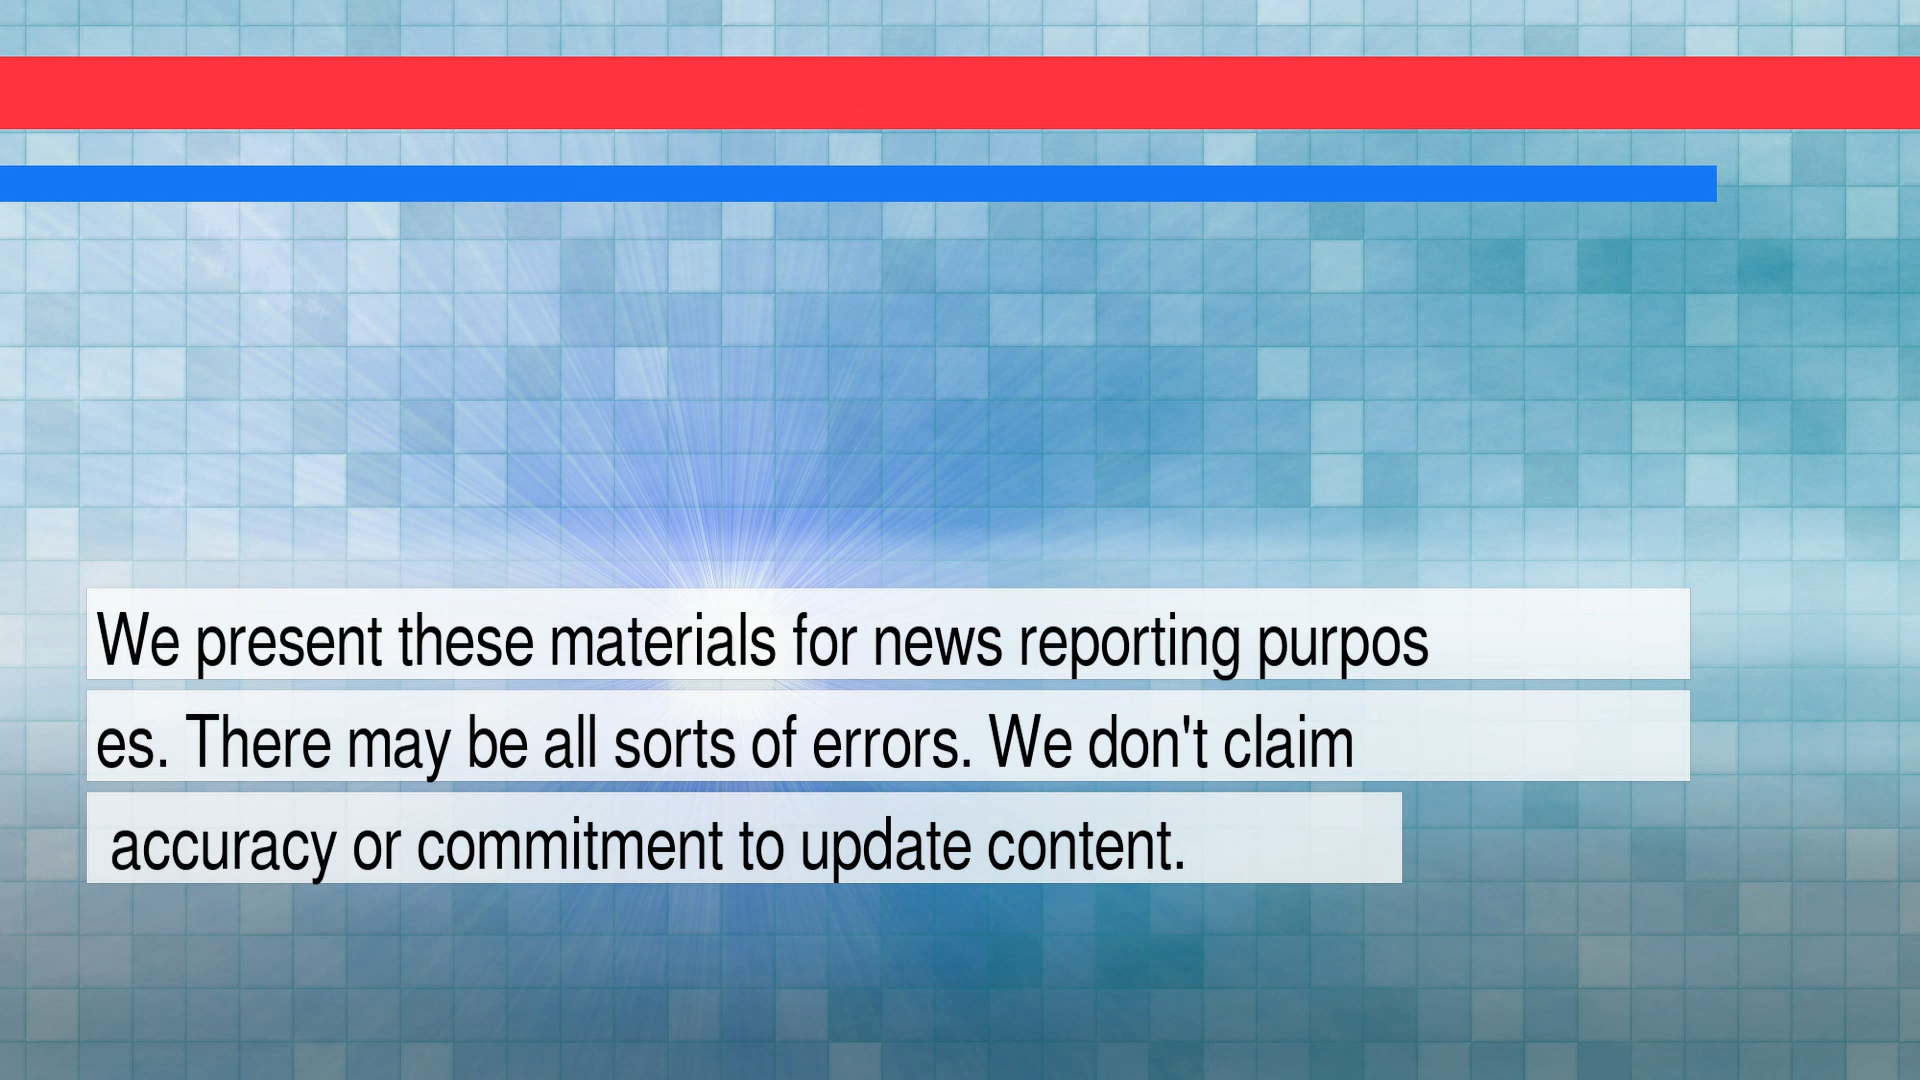 We present these materials for news reporting purpos
es. There may be all sorts of errors. We don't claim
accuracy or commitment to update content.